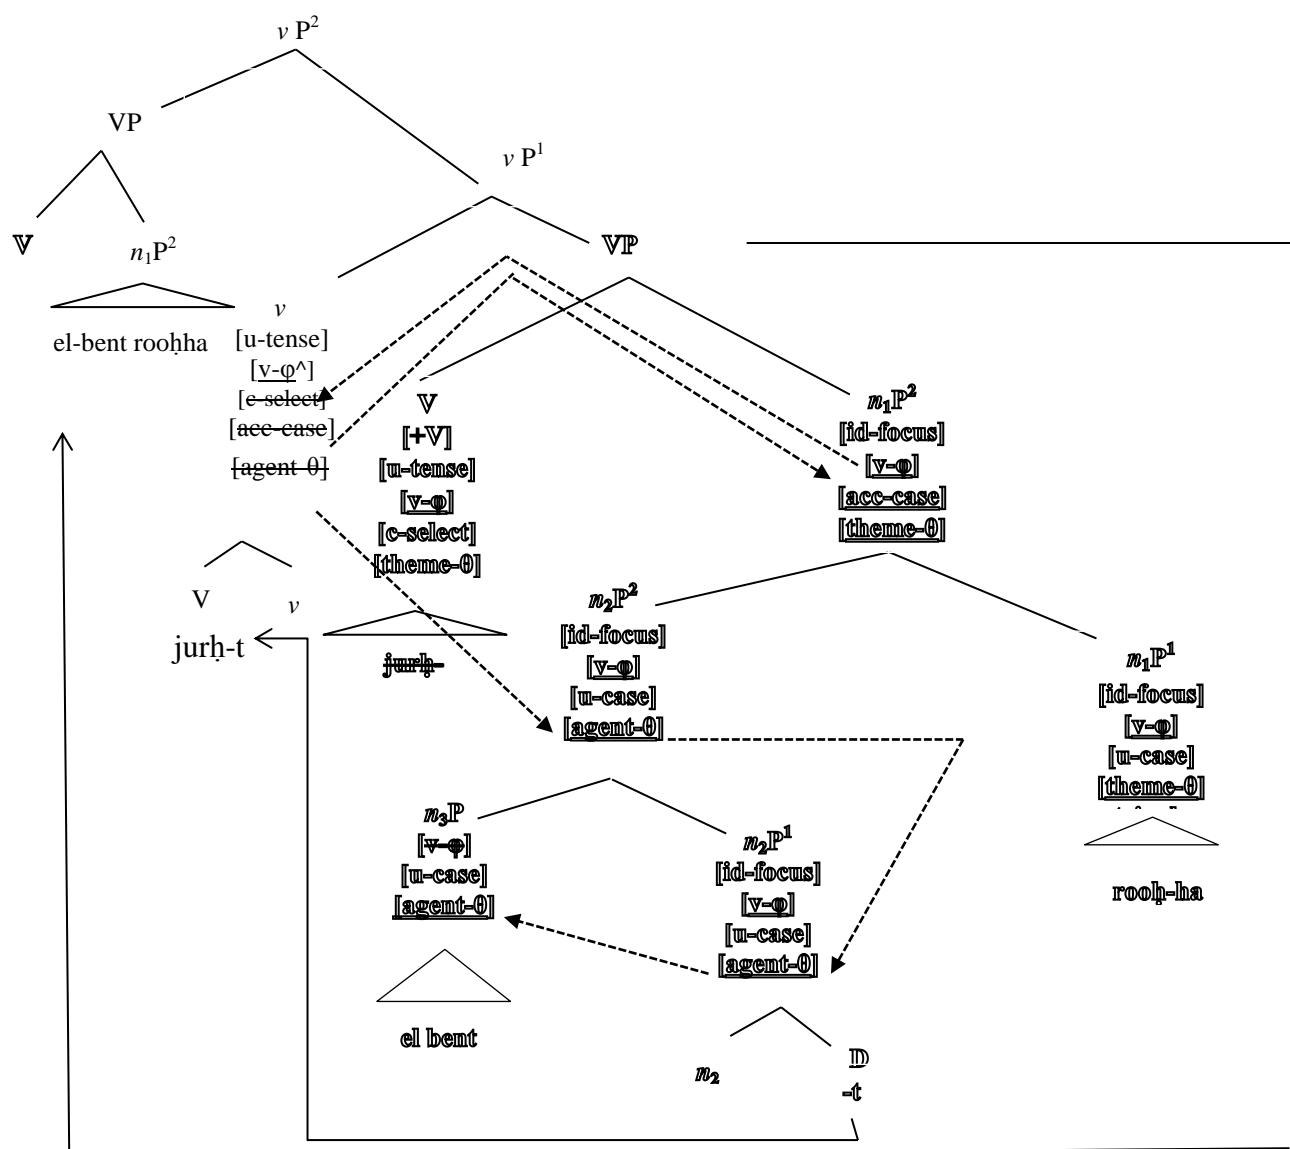 v P²
VP
v P¹
V
n₁P²
VP
el-bent rooḥha
v
[u-tense]
[v-φ^]
[c-select]
[acc-case]
[agent-θ]
V
[+V]
[u-tense]
[v-φ]
[c-select]
[theme-θ]
jurḥ-
n₁P²
[id-focus]
[v-φ]
[acc-case]
[theme-θ]
V
v
jurḥ-t
n₂P²
[id-focus]
[v-φ]
[u-case]
[agent-θ]
n₁P¹
[id-focus]
[v-φ]
[u-case]
[theme-θ]
rooḥ-ha
n₃P
[v-φ]
[u-case]
[agent-θ]
el bent
n₂P¹
[id-focus]
[v-φ]
[u-case]
[agent-θ]
n₂
D
-t